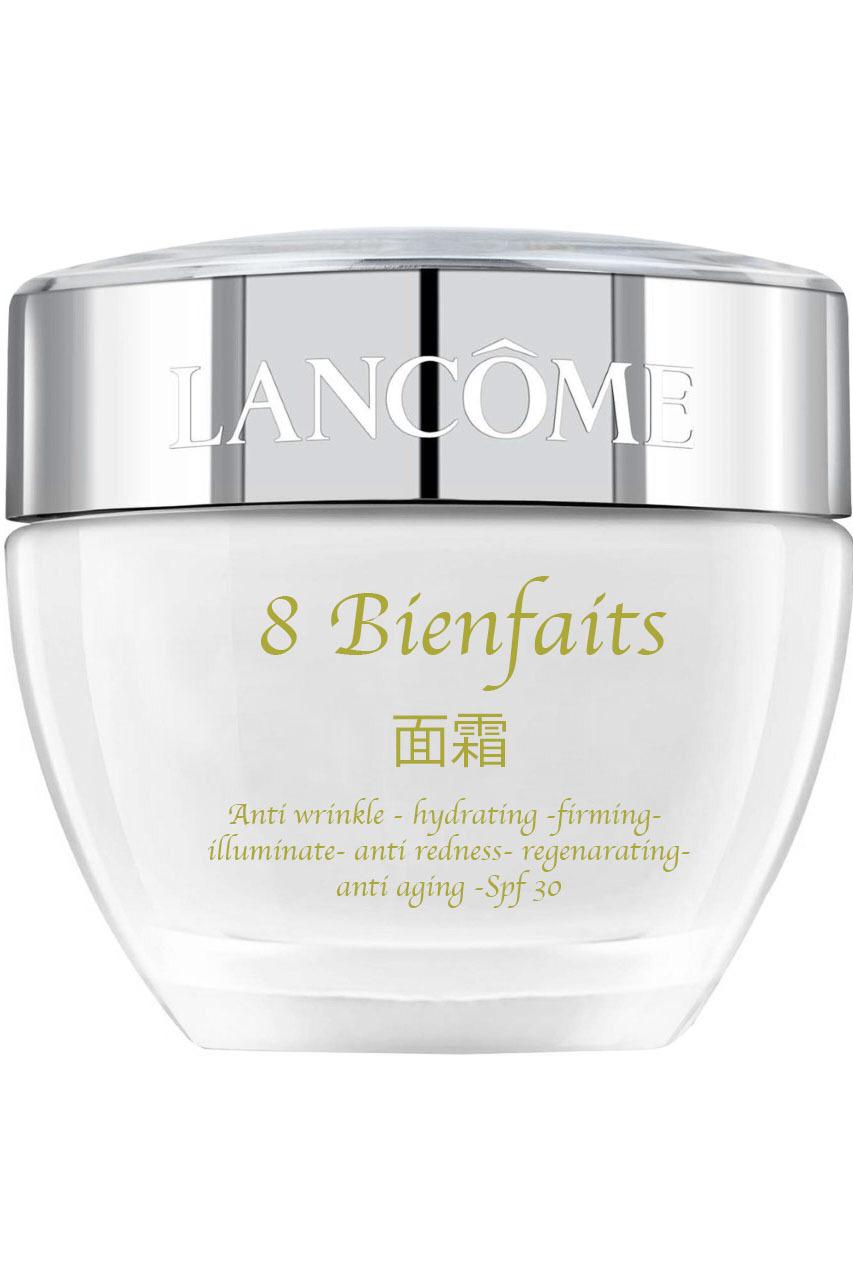 LANCÔME
8 Bienfaits
面霜
Anti wrinkle - hydrating -firming-
illuminate- anti redness- regenarating-
anti aging -Spf 30